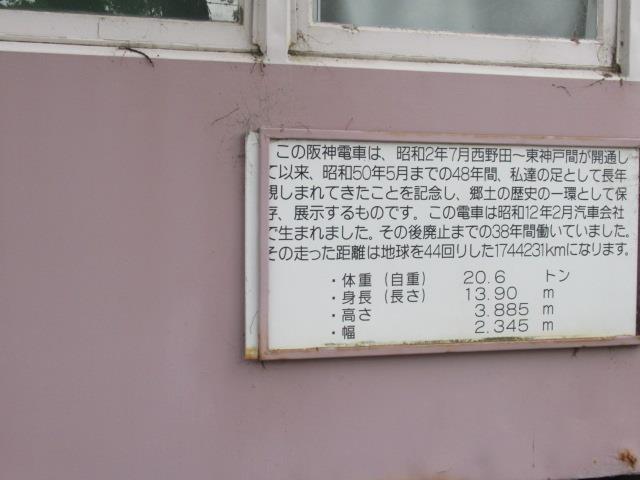 この阪神電車は、昭和2年7月西野田〜東神戸間が開通し
て以来、昭和50年5月までの48年間、私達の足として長年
親しまれてきたことを記念し、郷土の歴史の一環として保
存、展示するものです。この電車は昭和12年2月汽車会社
で生まれました。その後廃止までの38年間働いていました。
その走った距離は地球を44回りした1744231kmになります。
・体重(自重) 20.6 トン
・身長(長さ) 13.90 m
・高さ 3.885 m
・幅 2.345 m